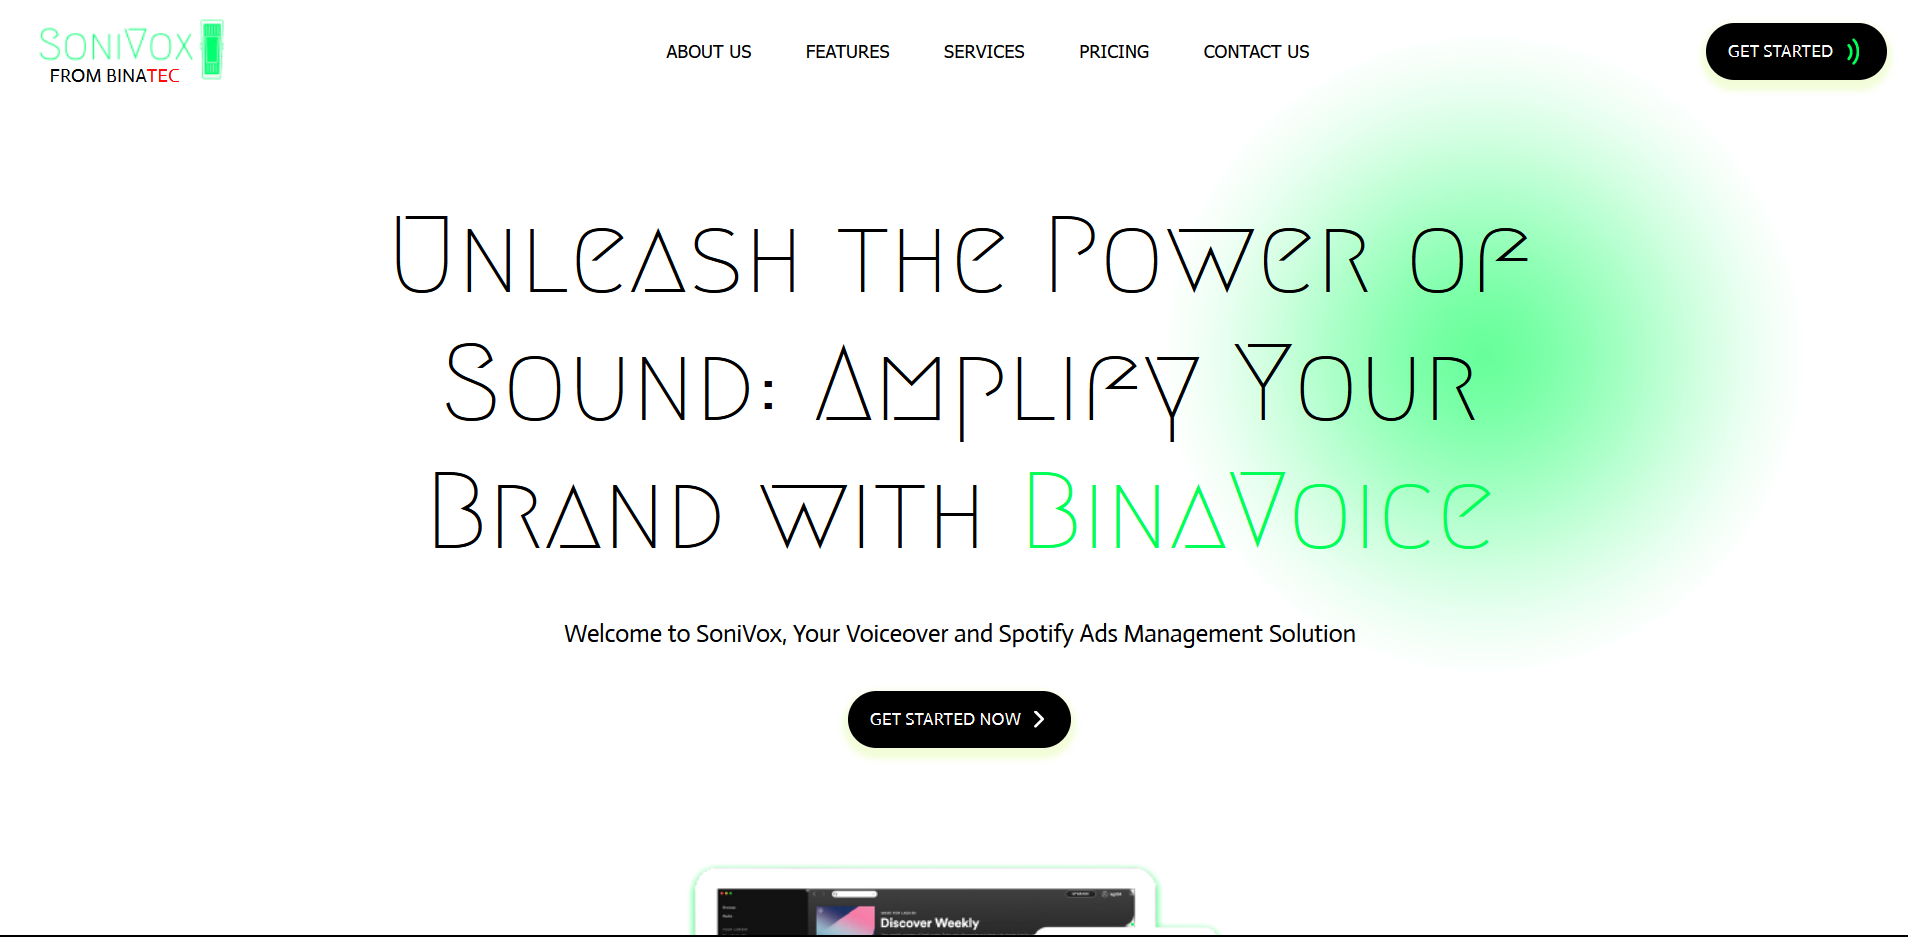 SoniVox
FROM BINATEC
ABOUT US
FEATURES
SERVICES
PRICING
CONTACT US
GET STARTED
Unleash the Power of
Sound: Amplify Your
Brand with BinaVoice
Welcome to SoniVox, Your Voiceover and Spotify Ads Management Solution
GET STARTED NOW
Discover Weekly